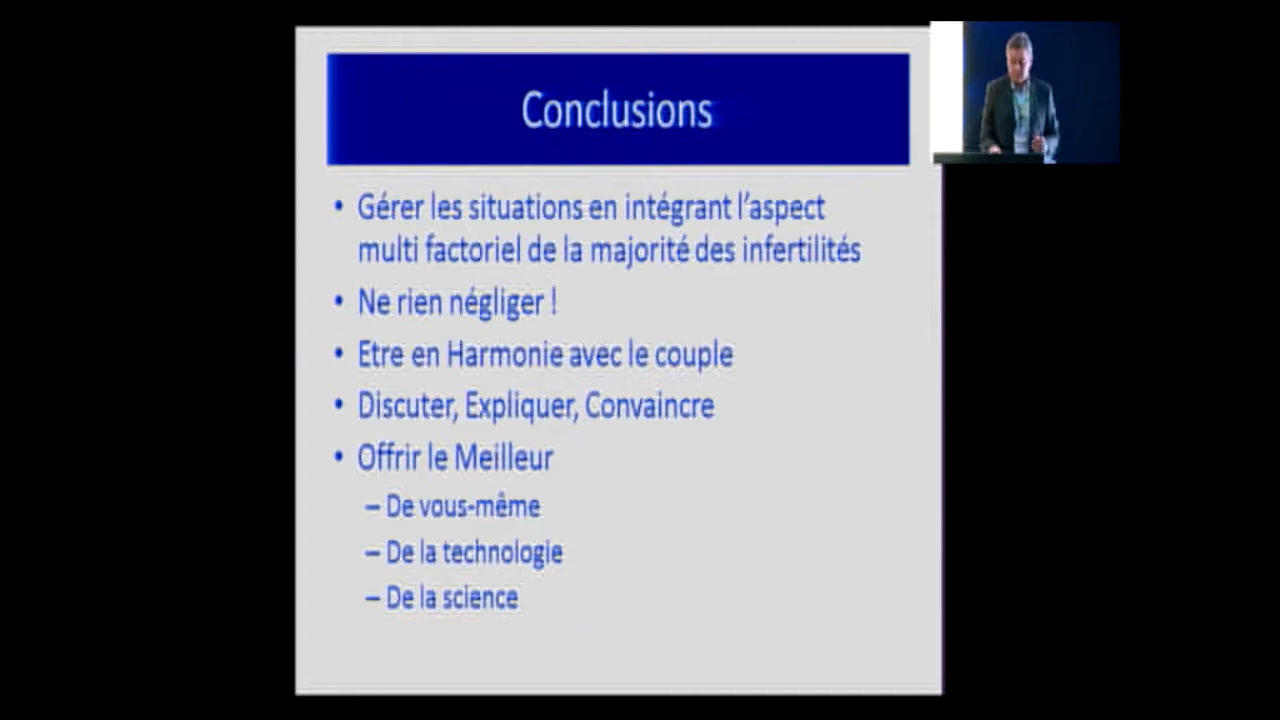 Conclusions
• Gérer les situations en intégrant l'aspect
multi factoriel de la majorité des infertilités
• Ne rien négliger !
• Etre en Harmonie avec le couple
• Discuter, Expliquer, Convaincre
• Offrir le Meilleur
– De vous-même
– De la technologie
– De la science